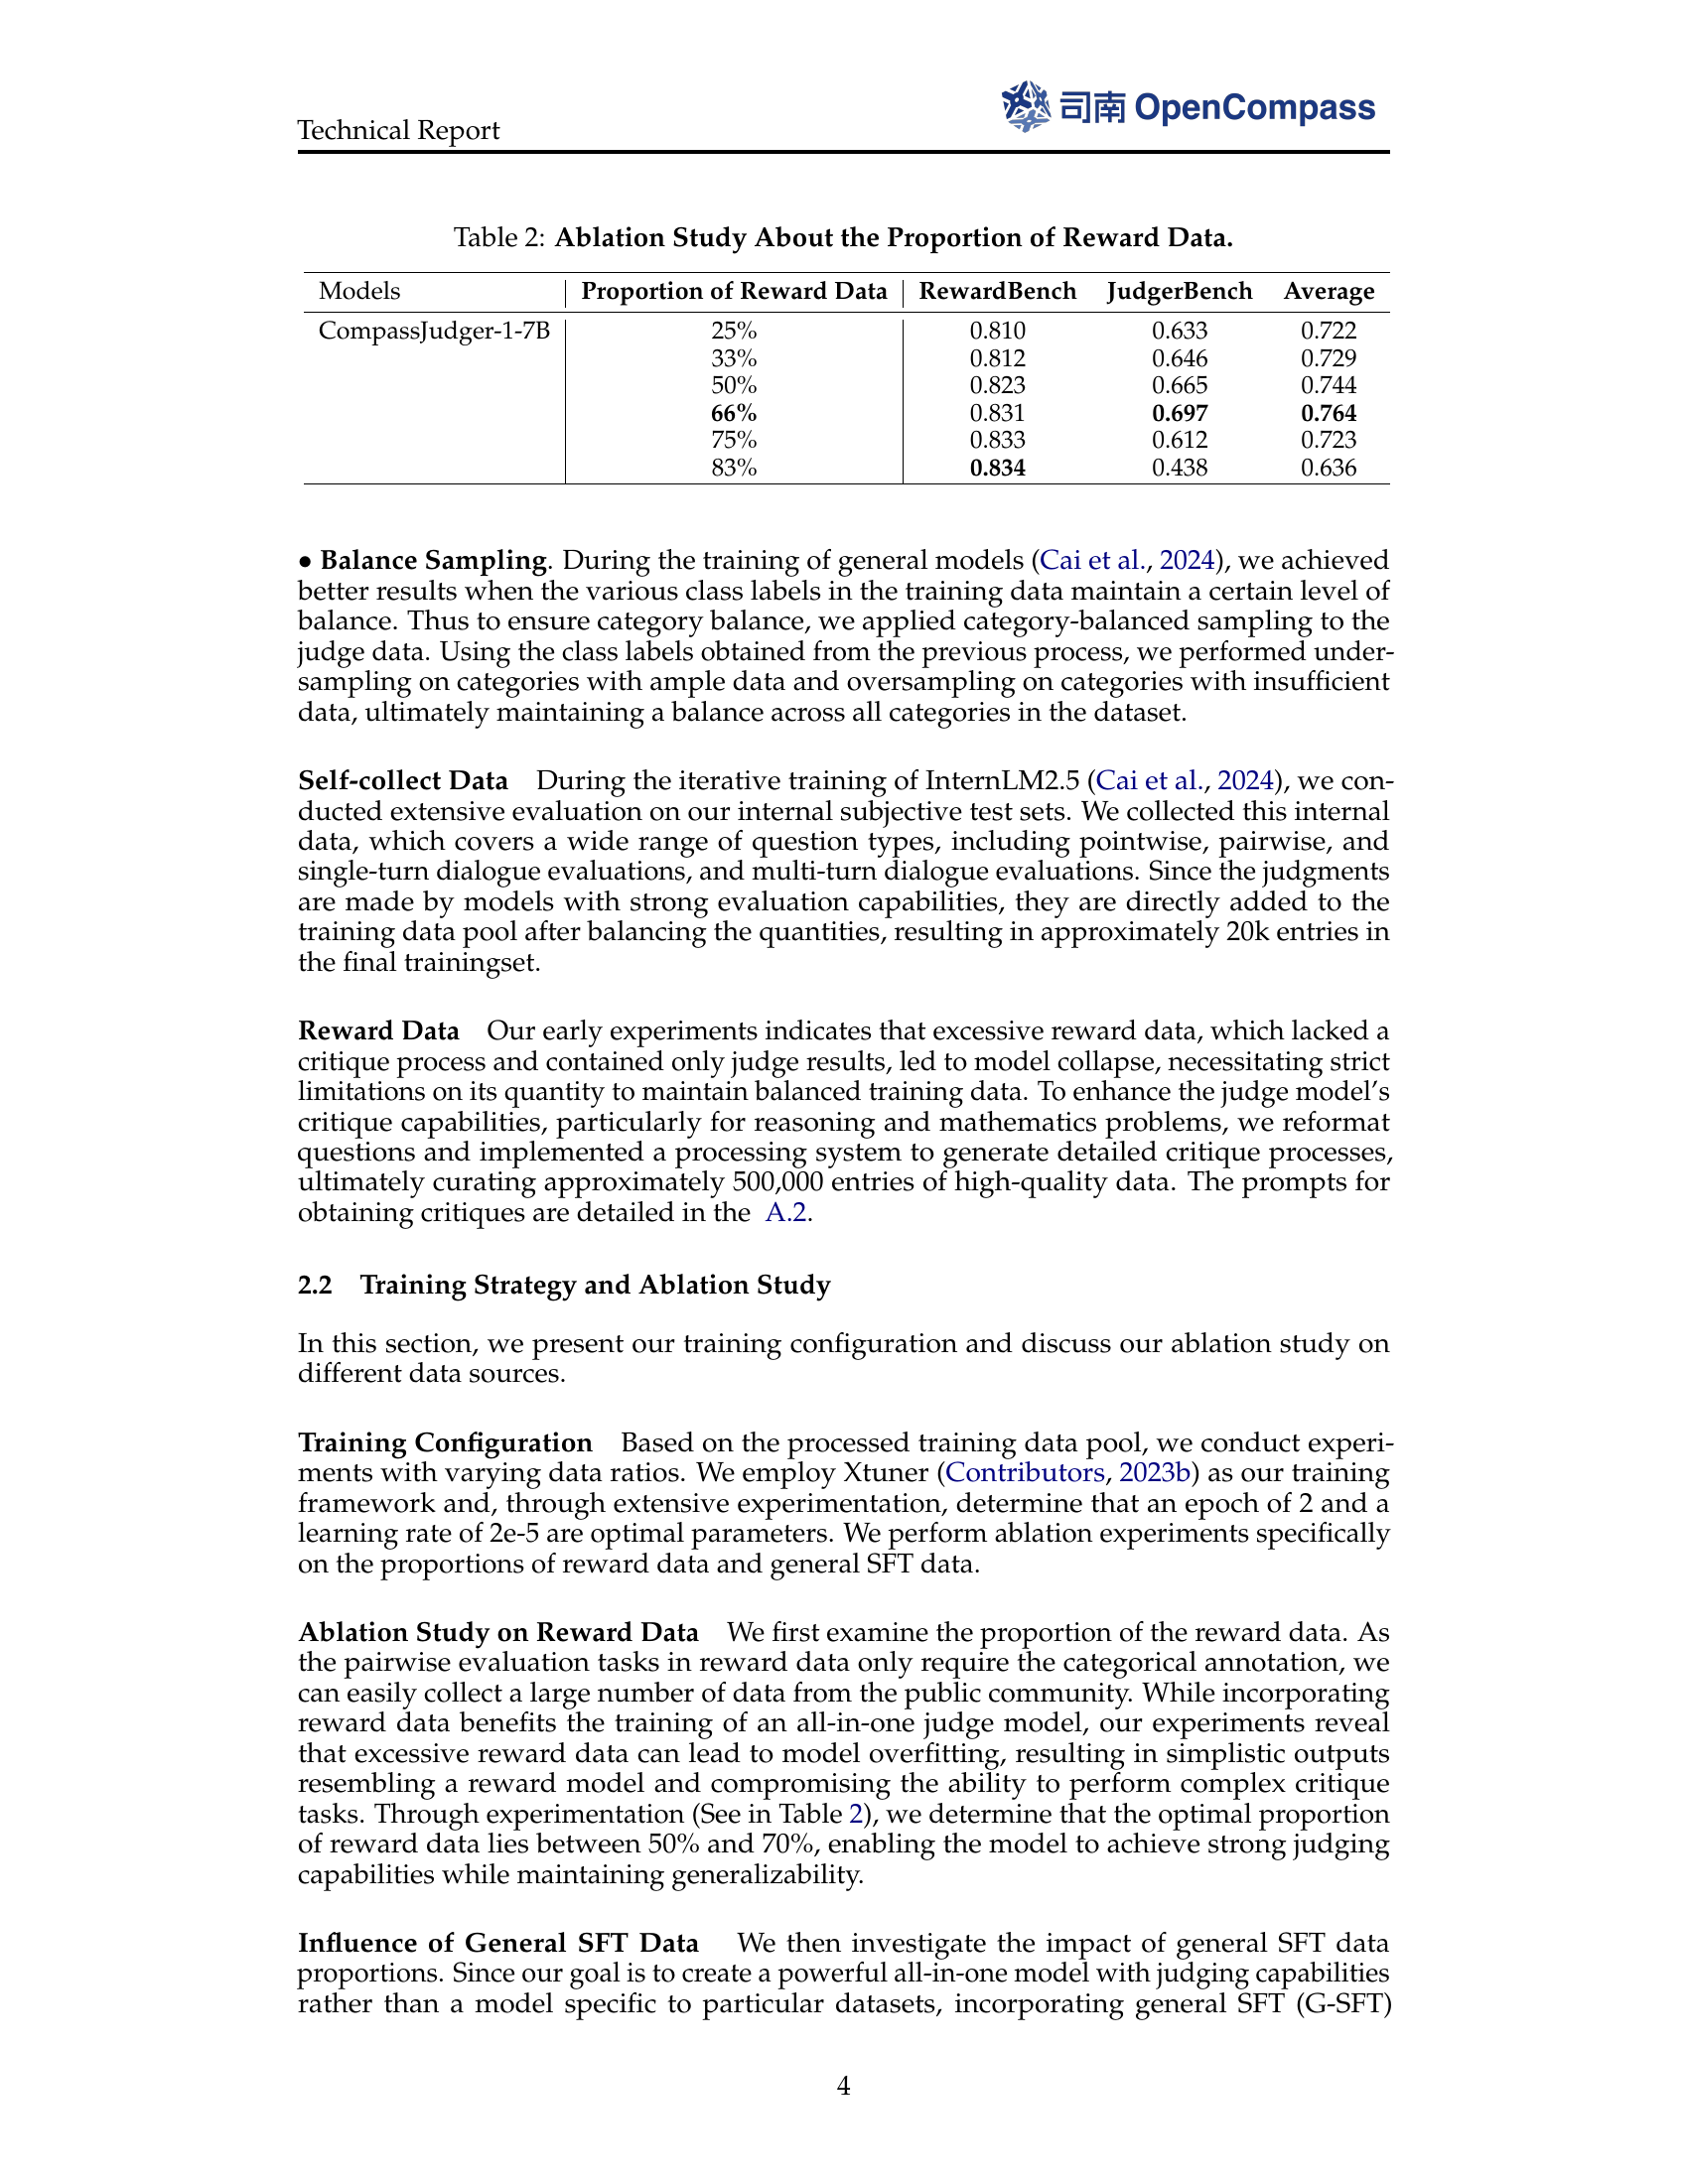 司南 OpenCompass
Technical Report
Table 2: Ablation Study About the Proportion of Reward Data.
Models Proportion of Reward Data RewardBench JudgerBench Average
CompassJudger-1-7B 25% 0.810 0.633 0.722
33% 0.812 0.646 0.729
50% 0.823 0.665 0.744
66% 0.831 0.697 0.764
75% 0.833 0.612 0.723
83% 0.834 0.438 0.636
• Balance Sampling. During the training of general models (Cai et al., 2024), we achieved
better results when the various class labels in the training data maintain a certain level of
balance. Thus to ensure category balance, we applied category-balanced sampling to the
judge data. Using the class labels obtained from the previous process, we performed under-
sampling on categories with ample data and oversampling on categories with insufficient
data, ultimately maintaining a balance across all categories in the dataset.
Self-collect Data During the iterative training of InternLM2.5 (Cai et al., 2024), we con-
ducted extensive evaluation on our internal subjective test sets. We collected this internal
data, which covers a wide range of question types, including pointwise, pairwise, and
single-turn dialogue evaluations, and multi-turn dialogue evaluations. Since the judgments
are made by models with strong evaluation capabilities, they are directly added to the
training data pool after balancing the quantities, resulting in approximately 20k entries in
the final trainingset.
Reward Data Our early experiments indicates that excessive reward data, which lacked a
critique process and contained only judge results, led to model collapse, necessitating strict
limitations on its quantity to maintain balanced training data. To enhance the judge model's
critique capabilities, particularly for reasoning and mathematics problems, we reformat
questions and implemented a processing system to generate detailed critique processes,
ultimately curating approximately 500,000 entries of high-quality data. The prompts for
obtaining critiques are detailed in the A.2.
2.2 Training Strategy and Ablation Study
In this section, we present our training configuration and discuss our ablation study on
different data sources.
Training Configuration Based on the processed training data pool, we conduct experi-
ments with varying data ratios. We employ Xtuner (Contributors, 2023b) as our training
framework and, through extensive experimentation, determine that an epoch of 2 and a
learning rate of 2e-5 are optimal parameters. We perform ablation experiments specifically
on the proportions of reward data and general SFT data.
Ablation Study on Reward Data We first examine the proportion of the reward data. As
the pairwise evaluation tasks in reward data only require the categorical annotation, we
can easily collect a large number of data from the public community. While incorporating
reward data benefits the training of an all-in-one judge model, our experiments reveal
that excessive reward data can lead to model overfitting, resulting in simplistic outputs
resembling a reward model and compromising the ability to perform complex critique
tasks. Through experimentation (See in Table 2), we determine that the optimal proportion
of reward data lies between 50% and 70%, enabling the model to achieve strong judging
capabilities while maintaining generalizability.
Influence of General SFT Data We then investigate the impact of general SFT data
proportions. Since our goal is to create a powerful all-in-one model with judging capabilities
rather than a model specific to particular datasets, incorporating general SFT (G-SFT)
4